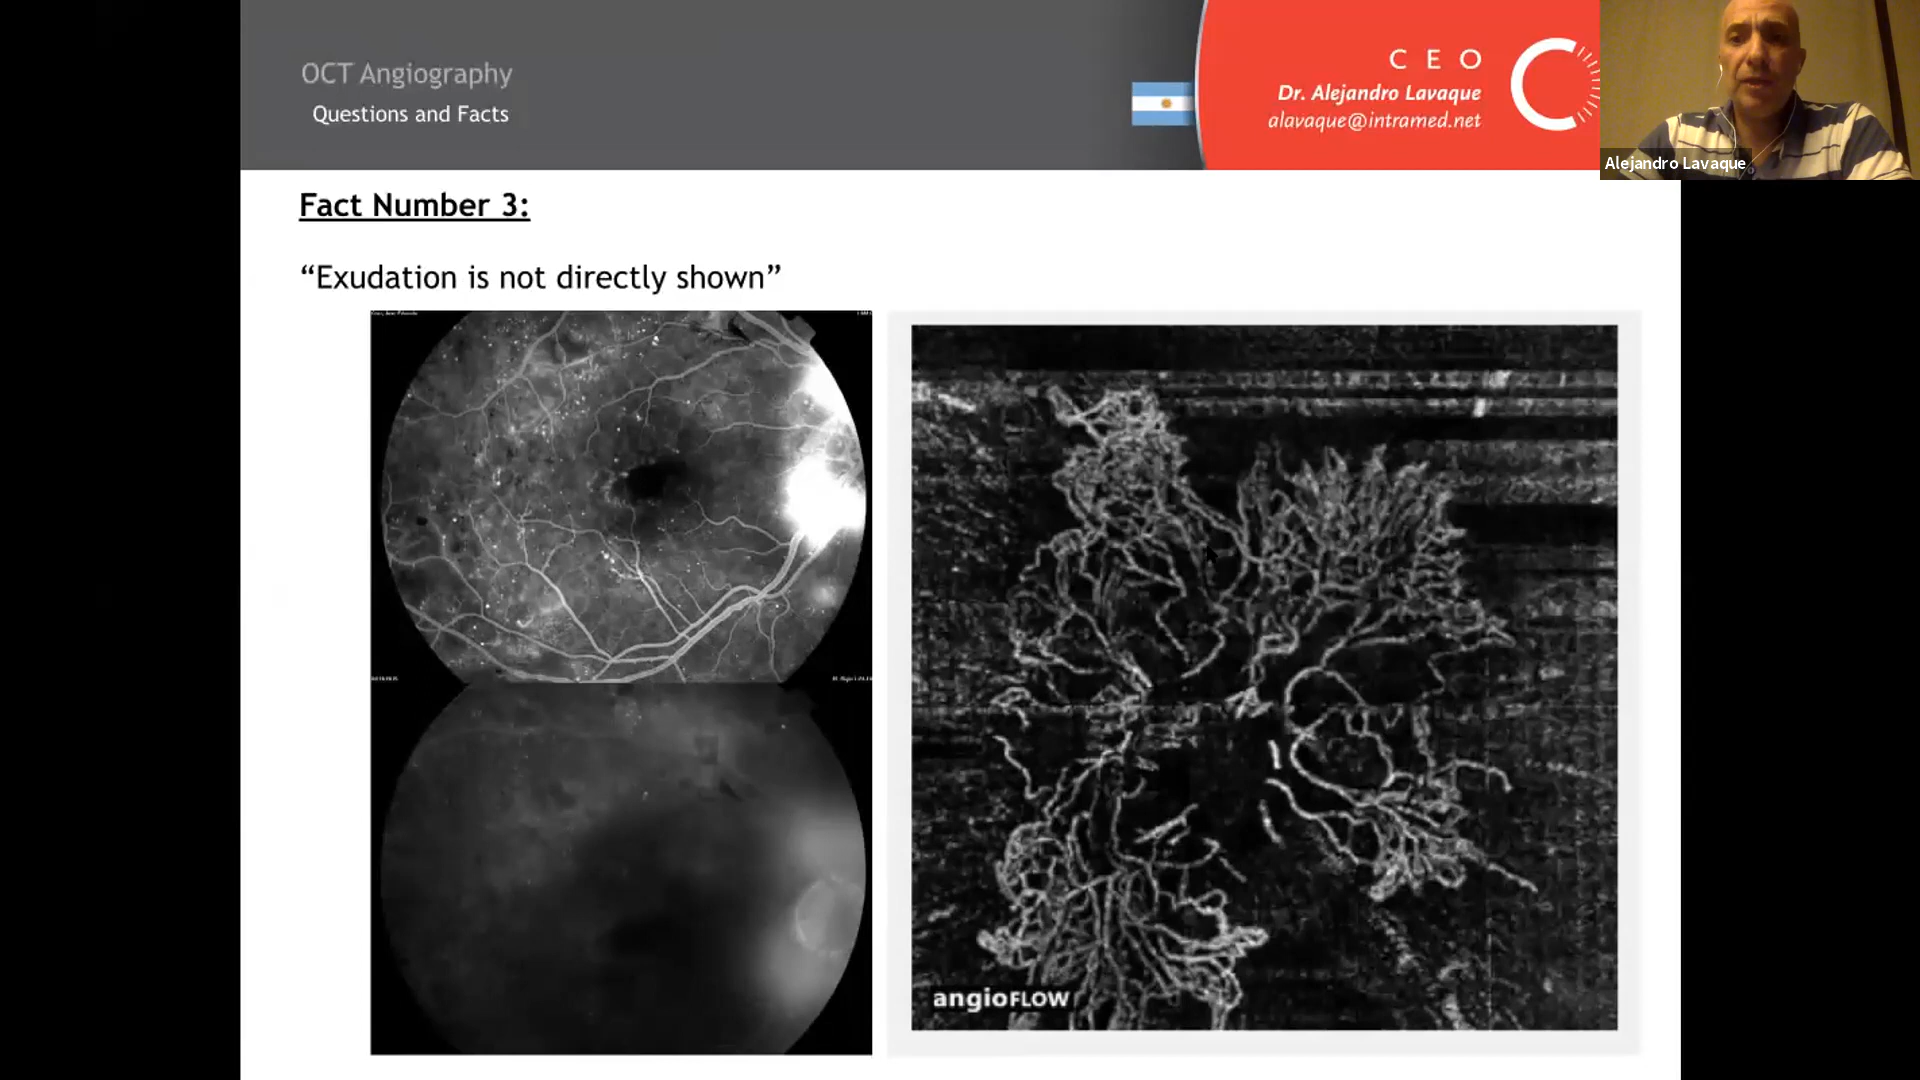 OCT Angiography
Questions and Facts
CEO
Dr. Alejandro Lavaque
alavaque@intramed.net
Alejandro Lavaque
Fact Number 3:
“Exudation is not directly shown”
angioFLOW